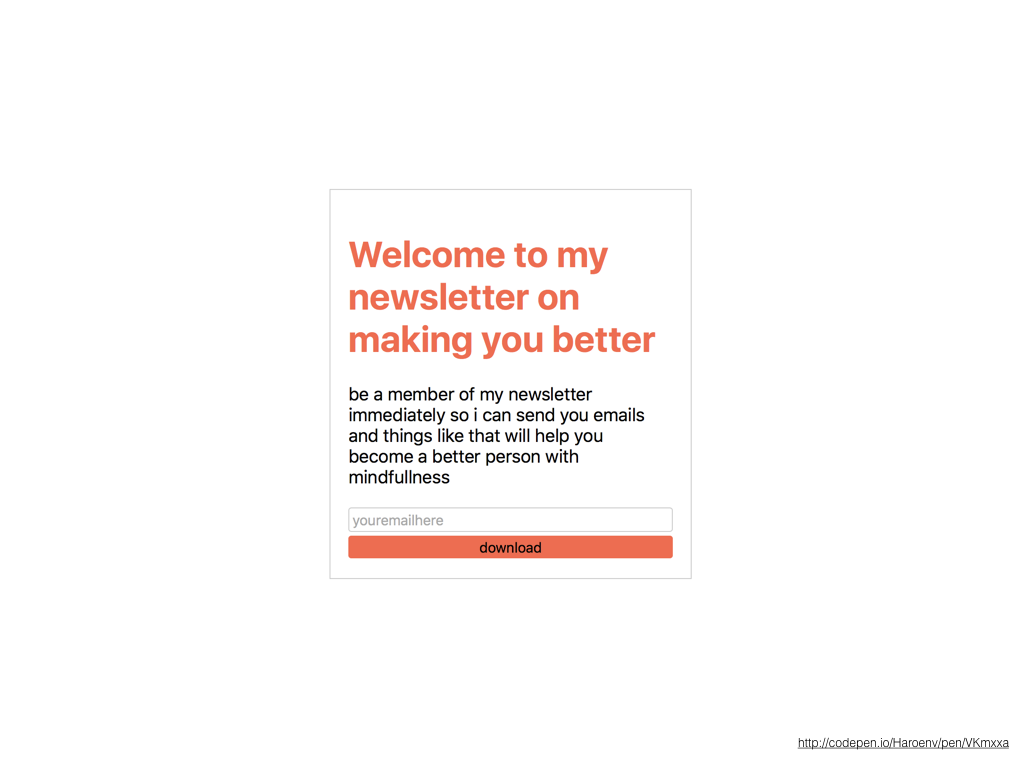 Welcome to my
newsletter on
making you better
be a member of my newsletter
immediately so i can send you emails
and things like that will help you
become a better person with
mindfullness
youremailhere
download
http://codepen.io/Haroenv/pen/VKmxxa